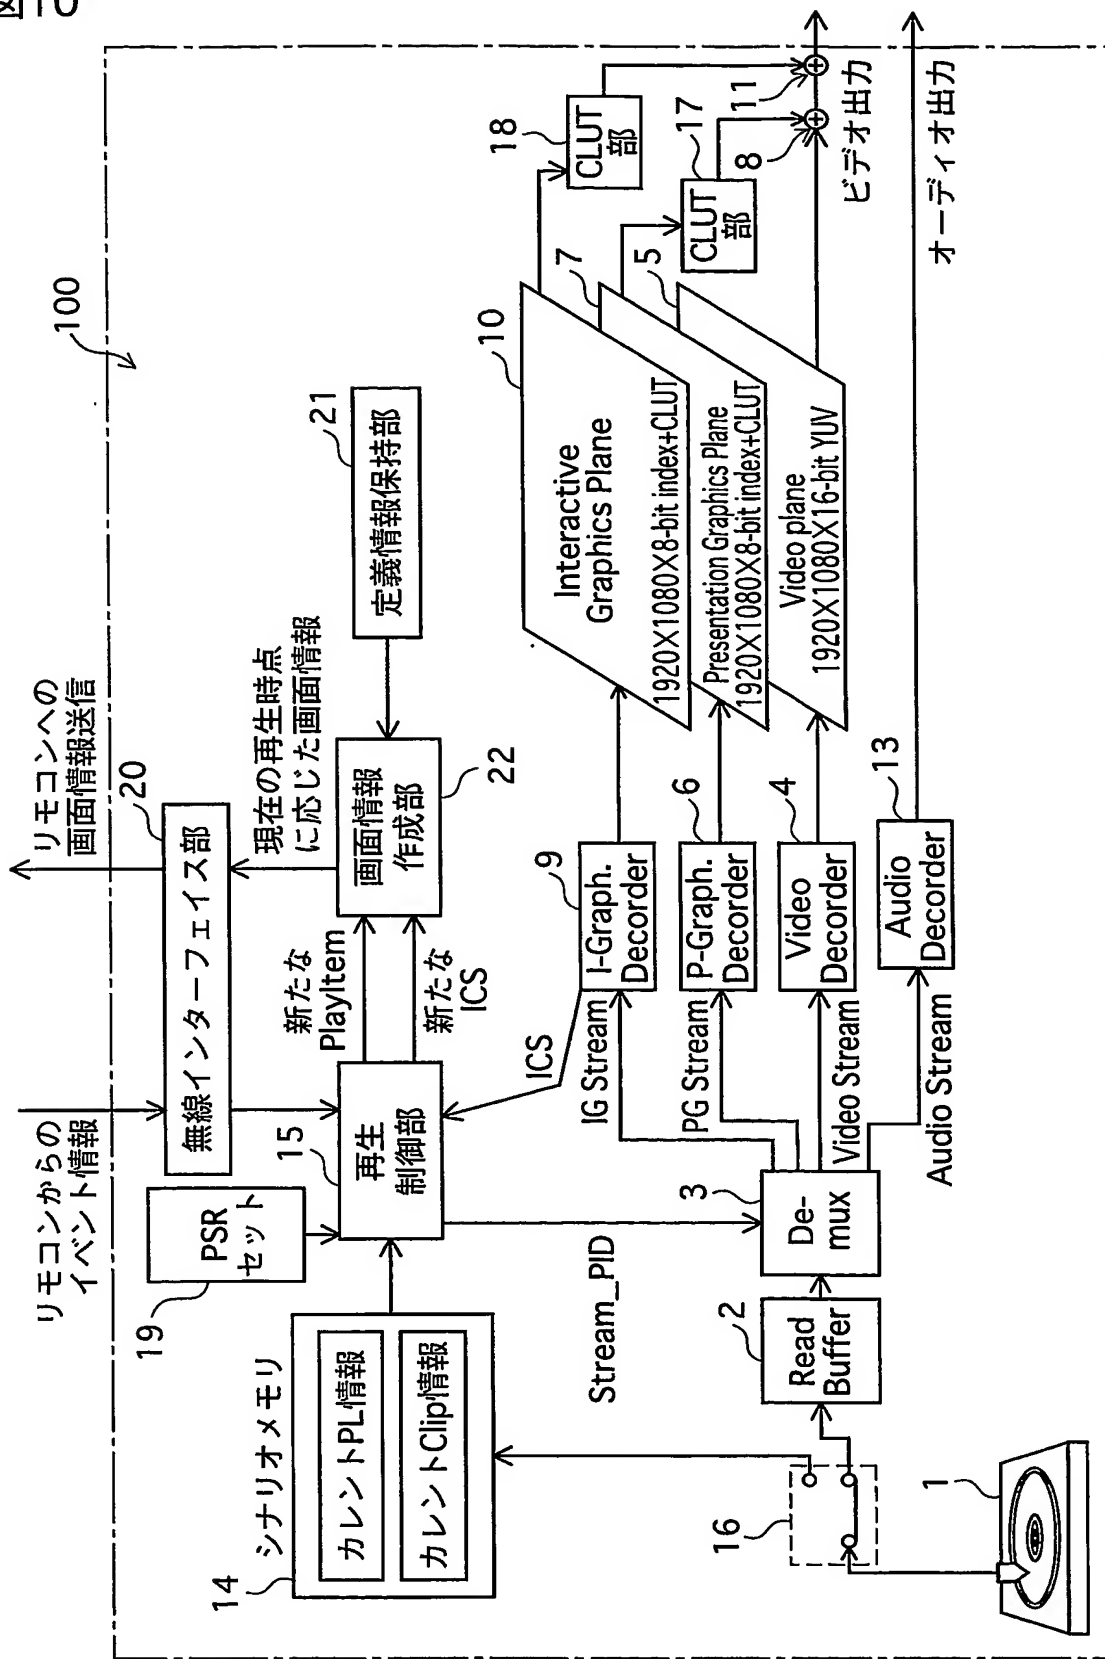 図10
100
リモコンからの
イベント情報
リモコンへの
画面情報送信
20
無線インターフェイス部
19
PSR
セット
15
再生
制御部
新たな
PlayItem
新たな
ICS
現在の再生時点
に応じた画面情報
画面情報
作成部
22
21
定義情報保持部
シナリオメモリ
14
カレントPL情報
カレントClip情報
Stream_PID
ICS
16
1
2
Read
Buffer
3
De-
mux
IG Stream
PG Stream
Video Stream
Audio Stream
9
I-Graph.
Decorder
6
P-Graph.
Decorder
4
Video
Decorder
13
Audio
Decorder
10
Interactive
Graphics Plane
1920×1080×8-bit index+CLUT
7
Presentation Graphics Plane
1920×1080×8-bit index+CLUT
5
Video plane
1920×1080×16-bit YUV
18
CLUT
部
17
CLUT
部
11
8
ビデオ出力
オーディオ出力